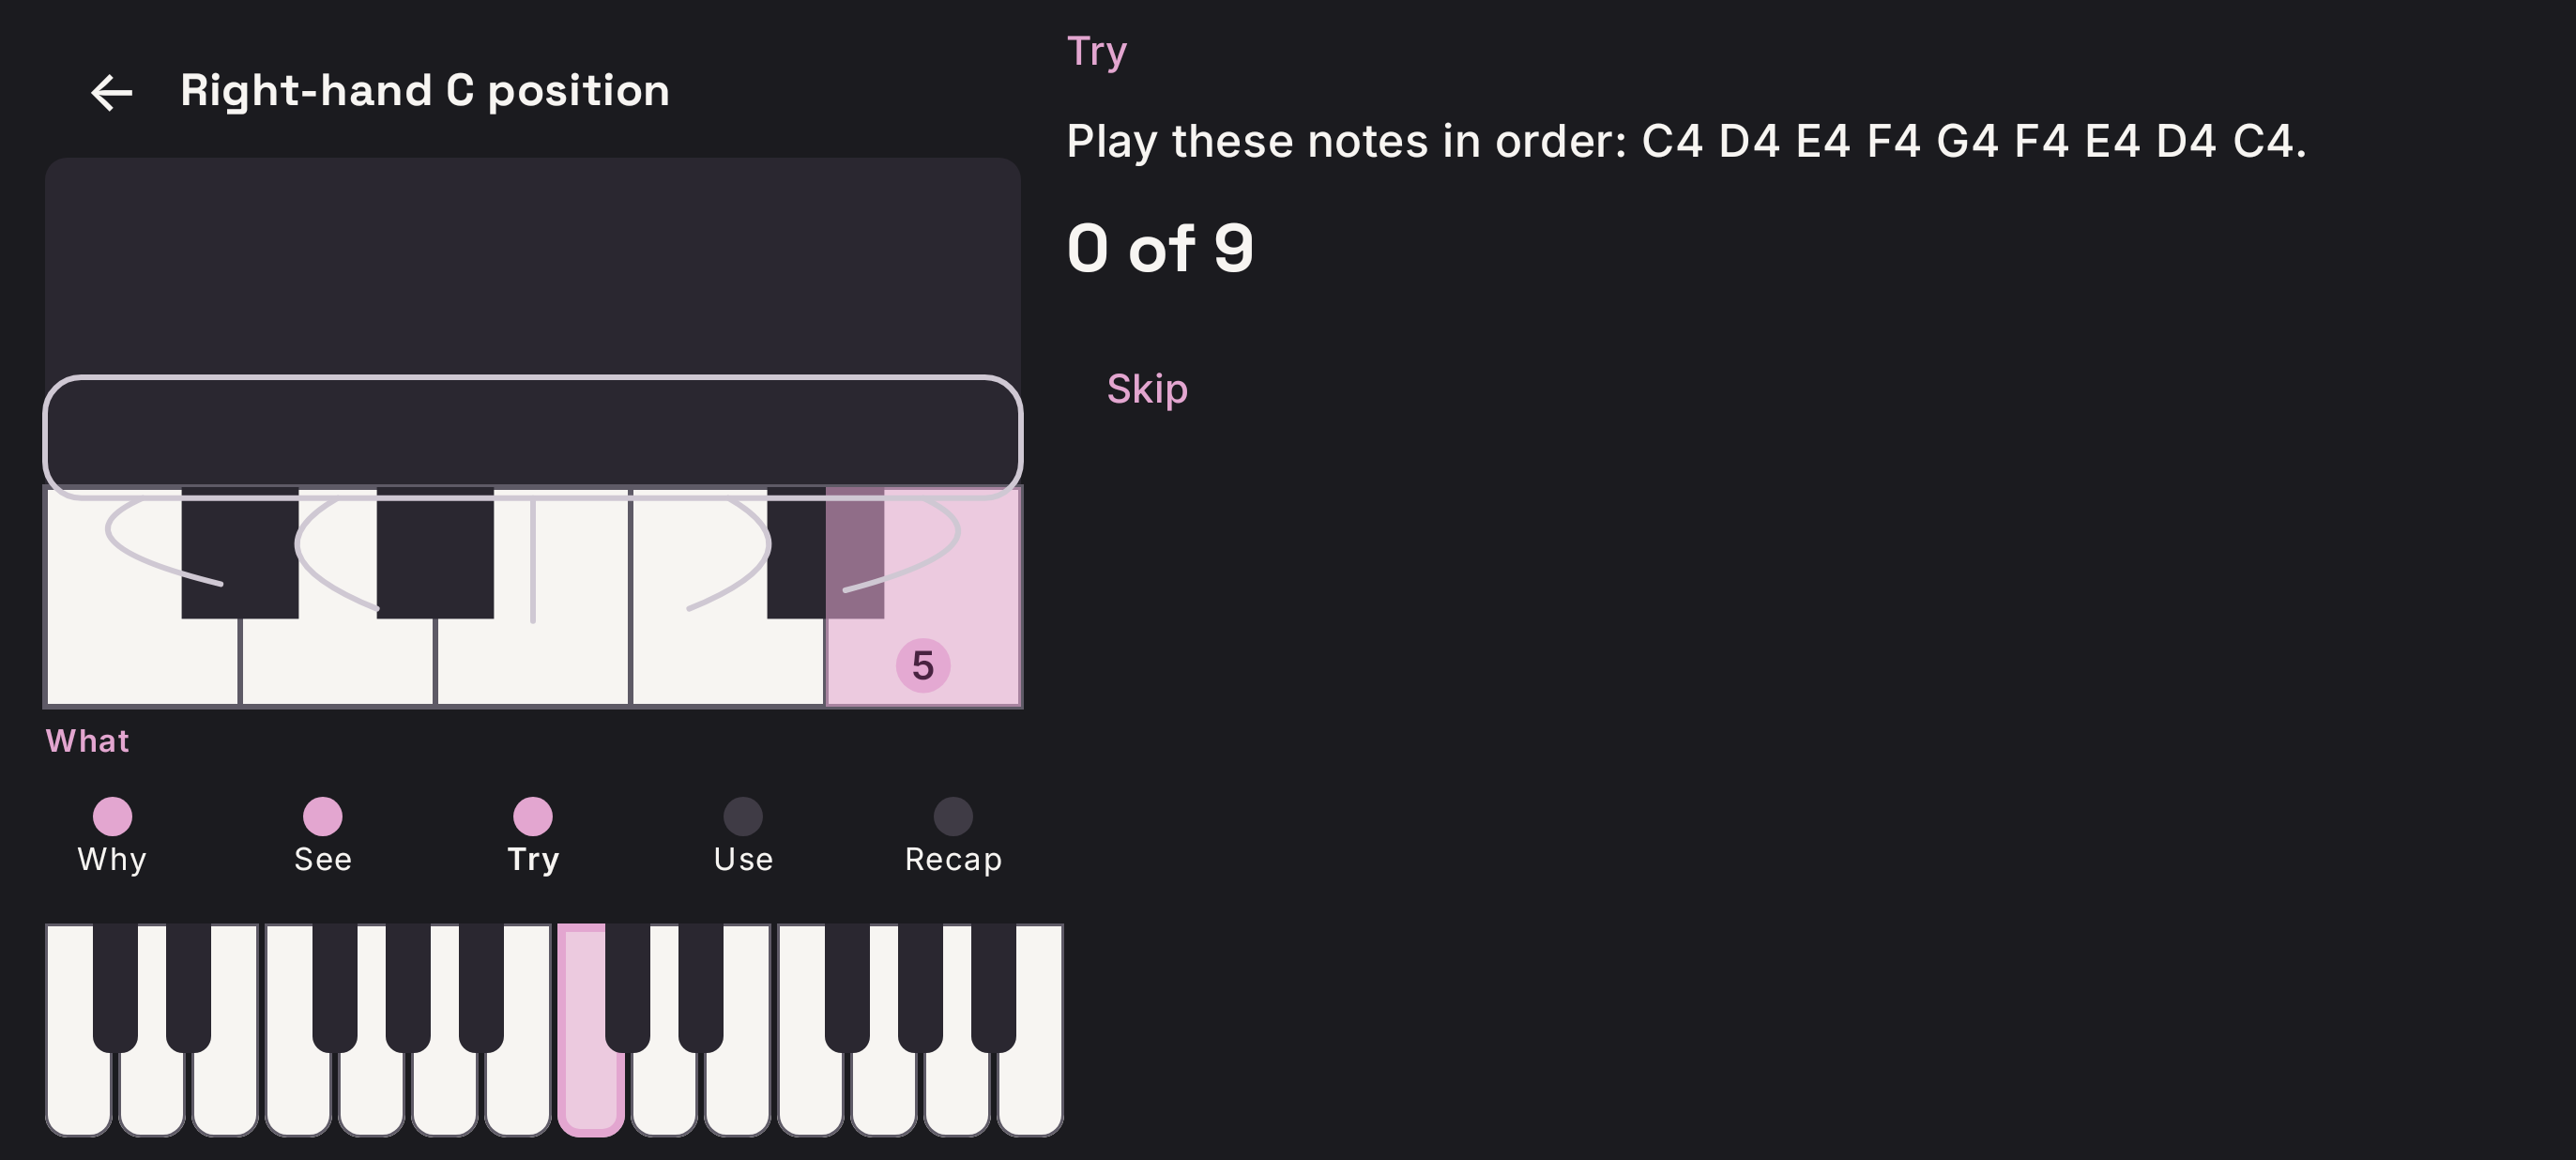 Right-hand C position
5
What
Why
See
Try
Use
Recap
Try
Play these notes in order: C4 D4 E4 F4 G4 F4 E4 D4 C4.
0 of 9
Skip